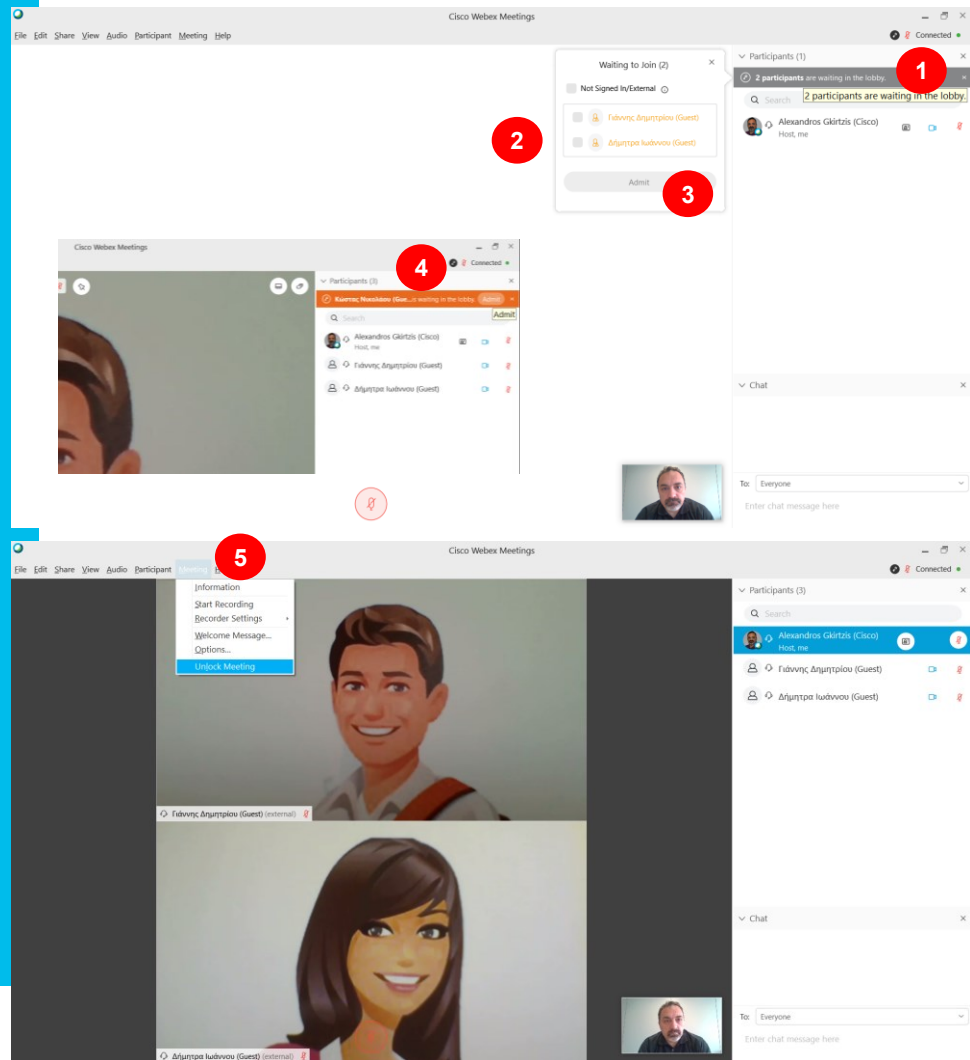 Cisco Webex Meetings
File Edit Share View Audio Participant Meeting Help
Connected
Waiting to Join (2)
Not Signed In/External
Γιάννης Δημητρίου (Guest)
Δήμητρα Ιωάννου (Guest)
Admit
1
2
3
Participants (1)
2 participants are waiting in the lobby.
Search
2 participants are waiting in the lobby.
Alexandros Gkirtzis (Cisco)
Host, me
Cisco Webex Meetings
4
Connected
Participants (3)
Κώστας Νικολάου (Gue... is waiting in the lobby. Admit
Search
Admit
Alexandros Gkirtzis (Cisco)
Host, me
Γιάννης Δημητρίου (Guest)
Δήμητρα Ιωάννου (Guest)
Chat
To: Everyone
Enter chat message here
Cisco Webex Meetings
5
File Edit Share View Audio Participant Meeting
Connected
Information
Start Recording
Recorder Settings
Welcome Message...
Options...
Unlock Meeting
Participants (3)
Search
Alexandros Gkirtzis (Cisco)
Host, me
Γιάννης Δημητρίου (Guest)
Δήμητρα Ιωάννου (Guest)
Γιάννης Δημητρίου (Guest) (external)
Δήμητρα Ιωάννου (Guest) (external)
Chat
To: Everyone
Enter chat message here